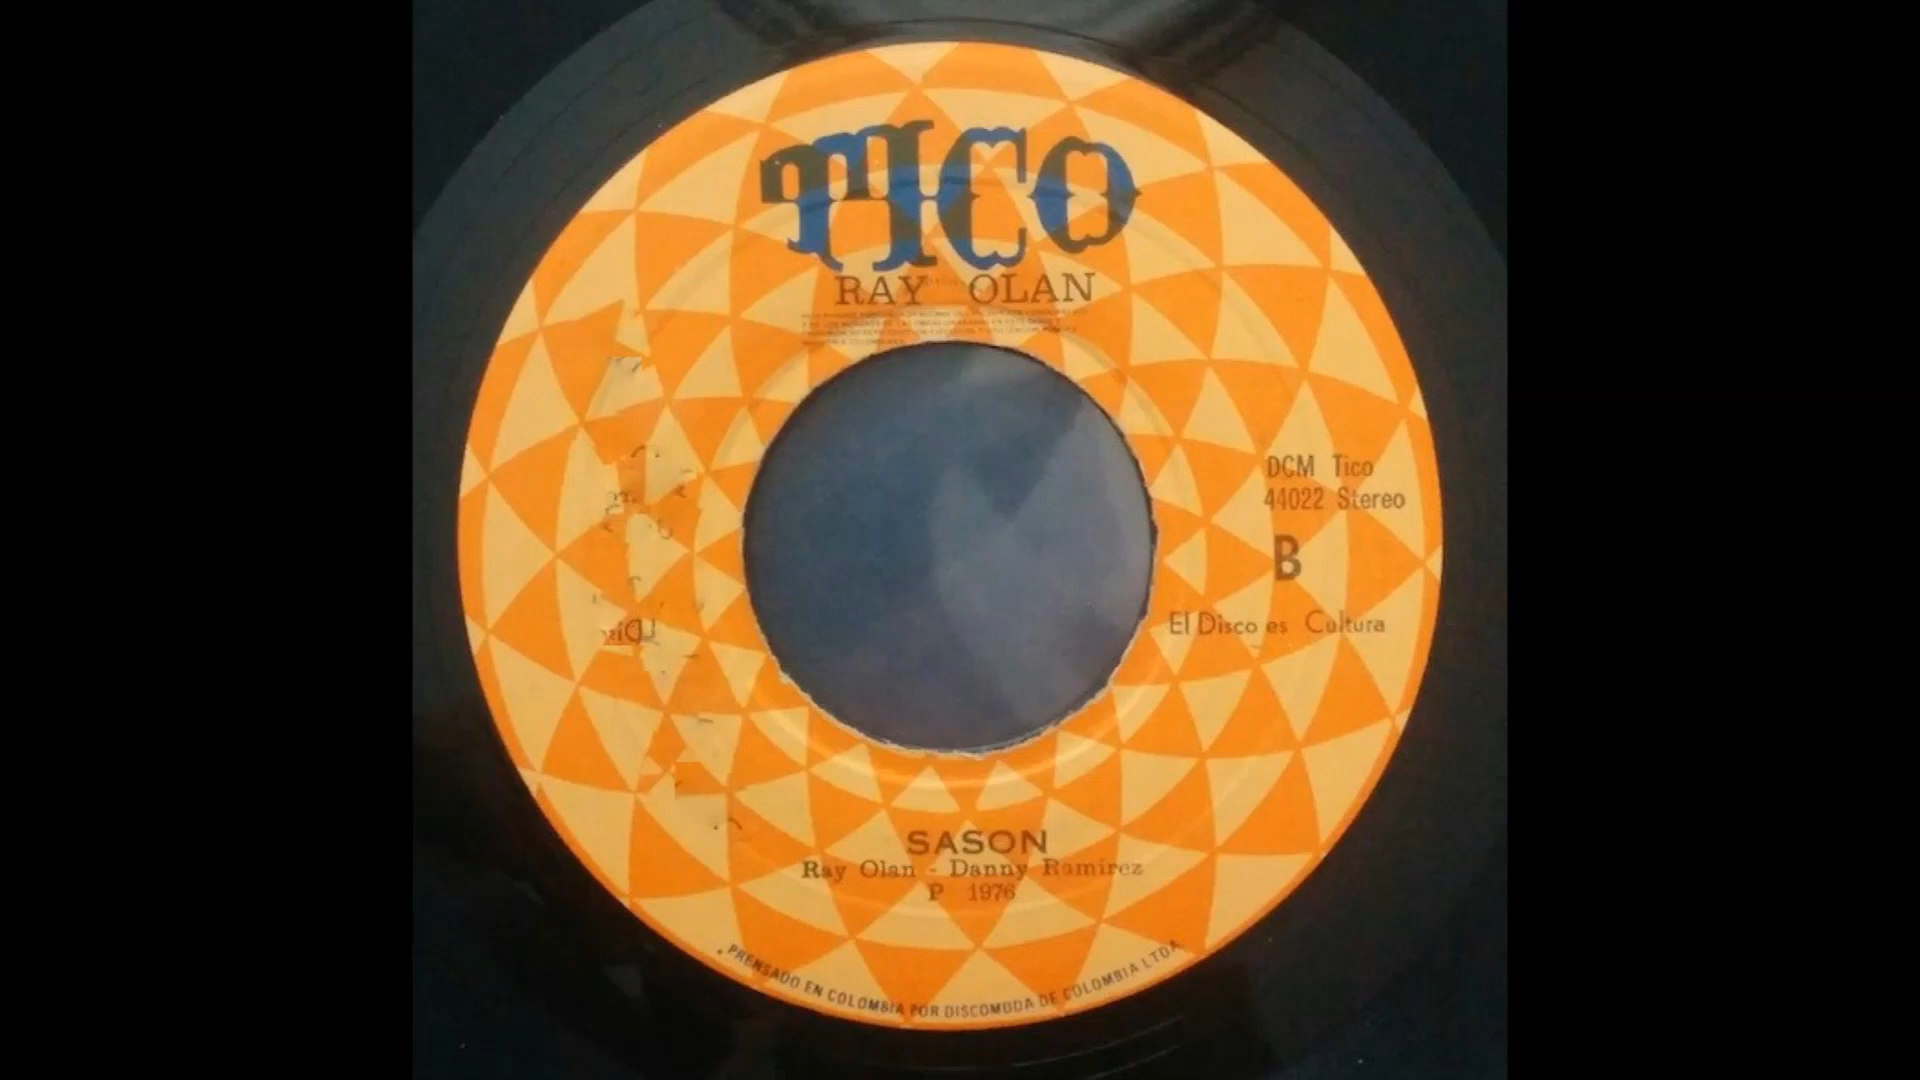 TICO
RAY OLAN
DCM Tico
44022 Stereo
B
El Disco es Cultura
SASON
Ray Olan - Danny Ramirez
P 1976
PRENSADO EN COLOMBIA POR DISCOMODA DE COLOMBIA LTDA